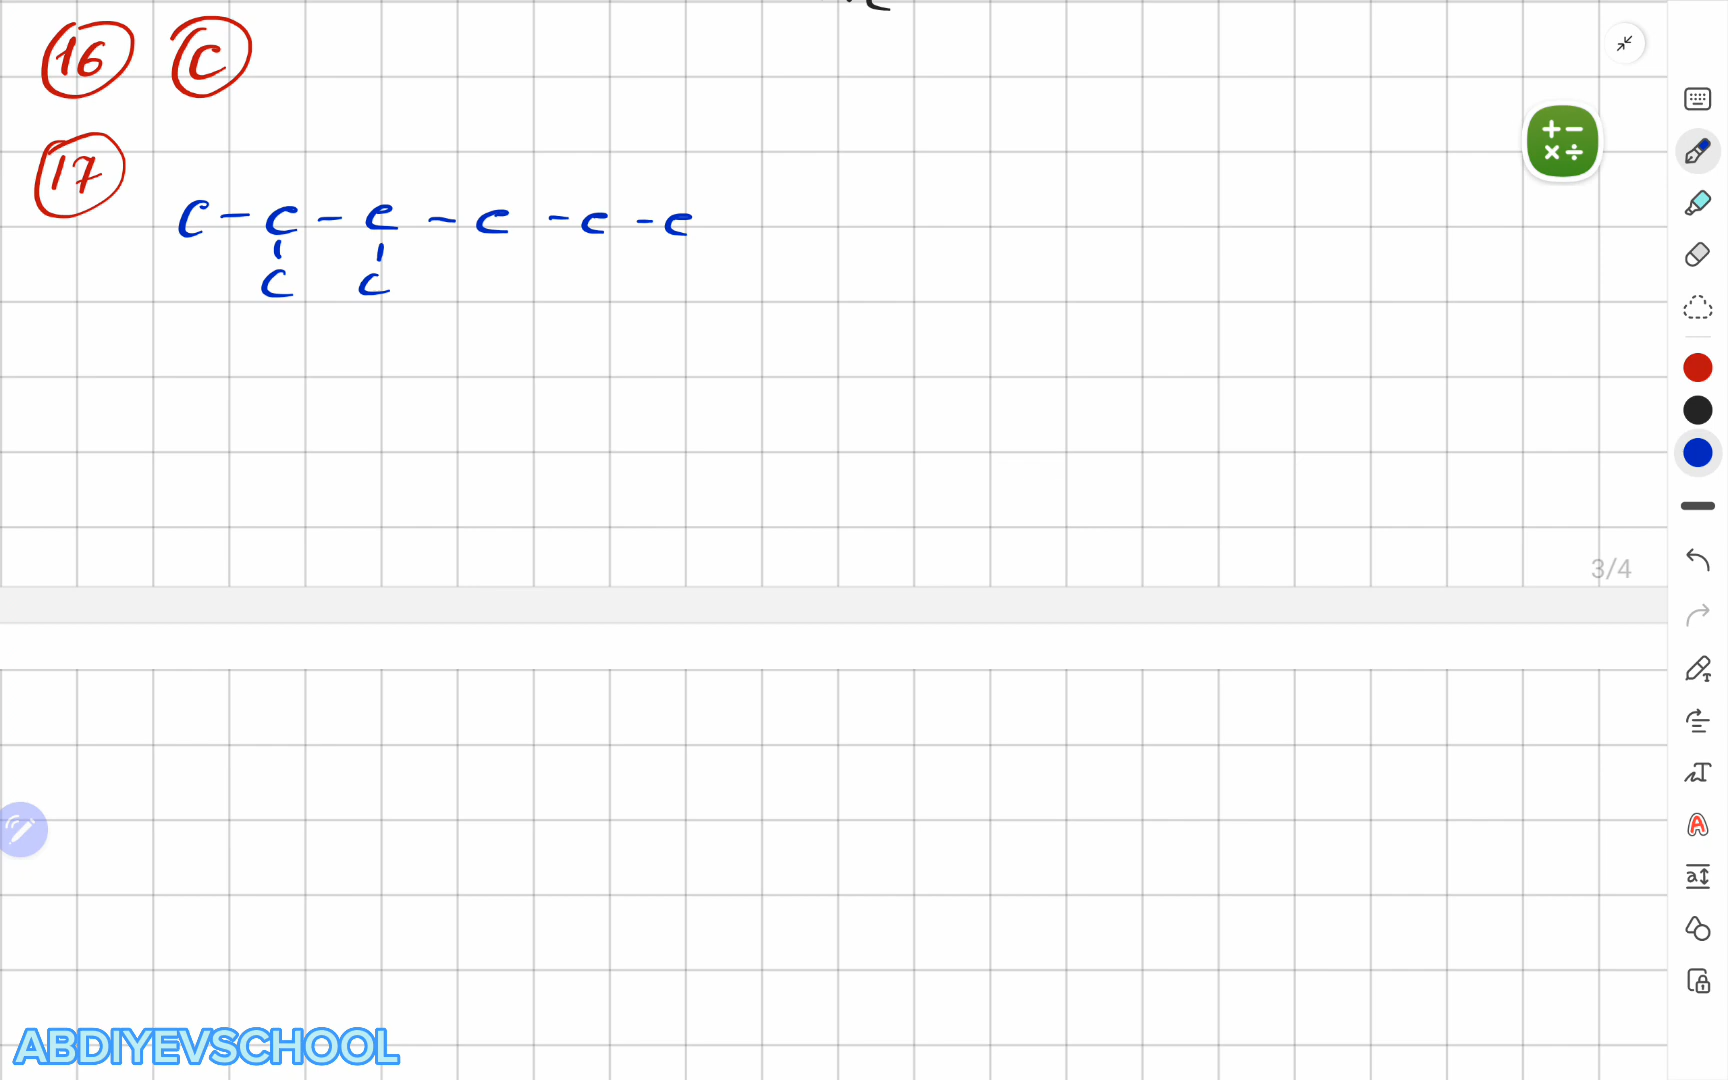 16 C
17
C - C - C - C - C - C
C C
3/4
ABDIYEVSCHOOL